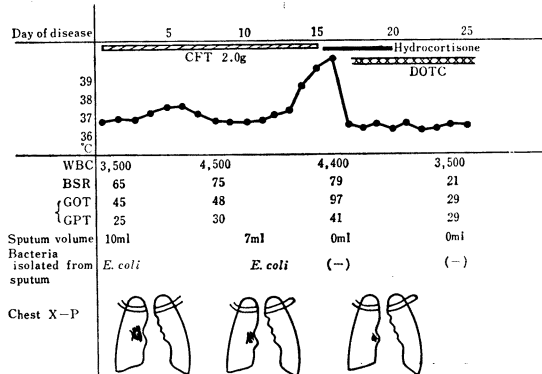 Day of disease 5 10 15 20 25
Hydrocortisone
CFT 2.0g
DOTC
39
38
37
36
°C
WBC 3,500 4,500 4,400 3,500
BSR 65 75 79 21
GOT 45 48 97 29
GPT 25 30 41 29
Sputum volume 10ml 7ml 0ml 0ml
Bacteria
isolated from E. coli E. coli (−) (−)
sputum
Chest X−P